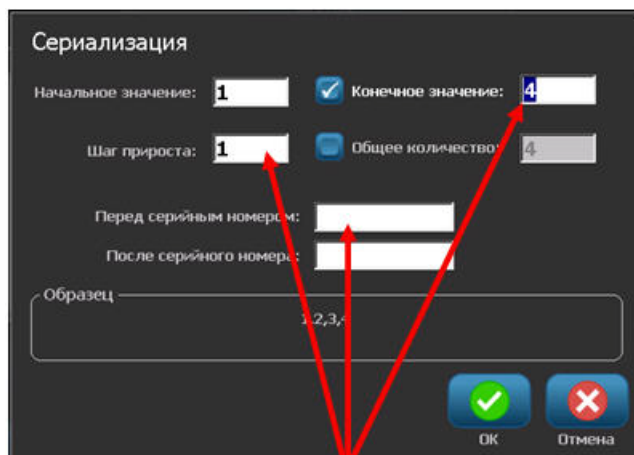 Сериализация
Начальное значение: 1 Конечное значение: 4
Шаг прироста: 1 Общее количество: 4
Перед серийным номером:
После серийного номера:
Образец
1,2,3,4
ОК Отмена